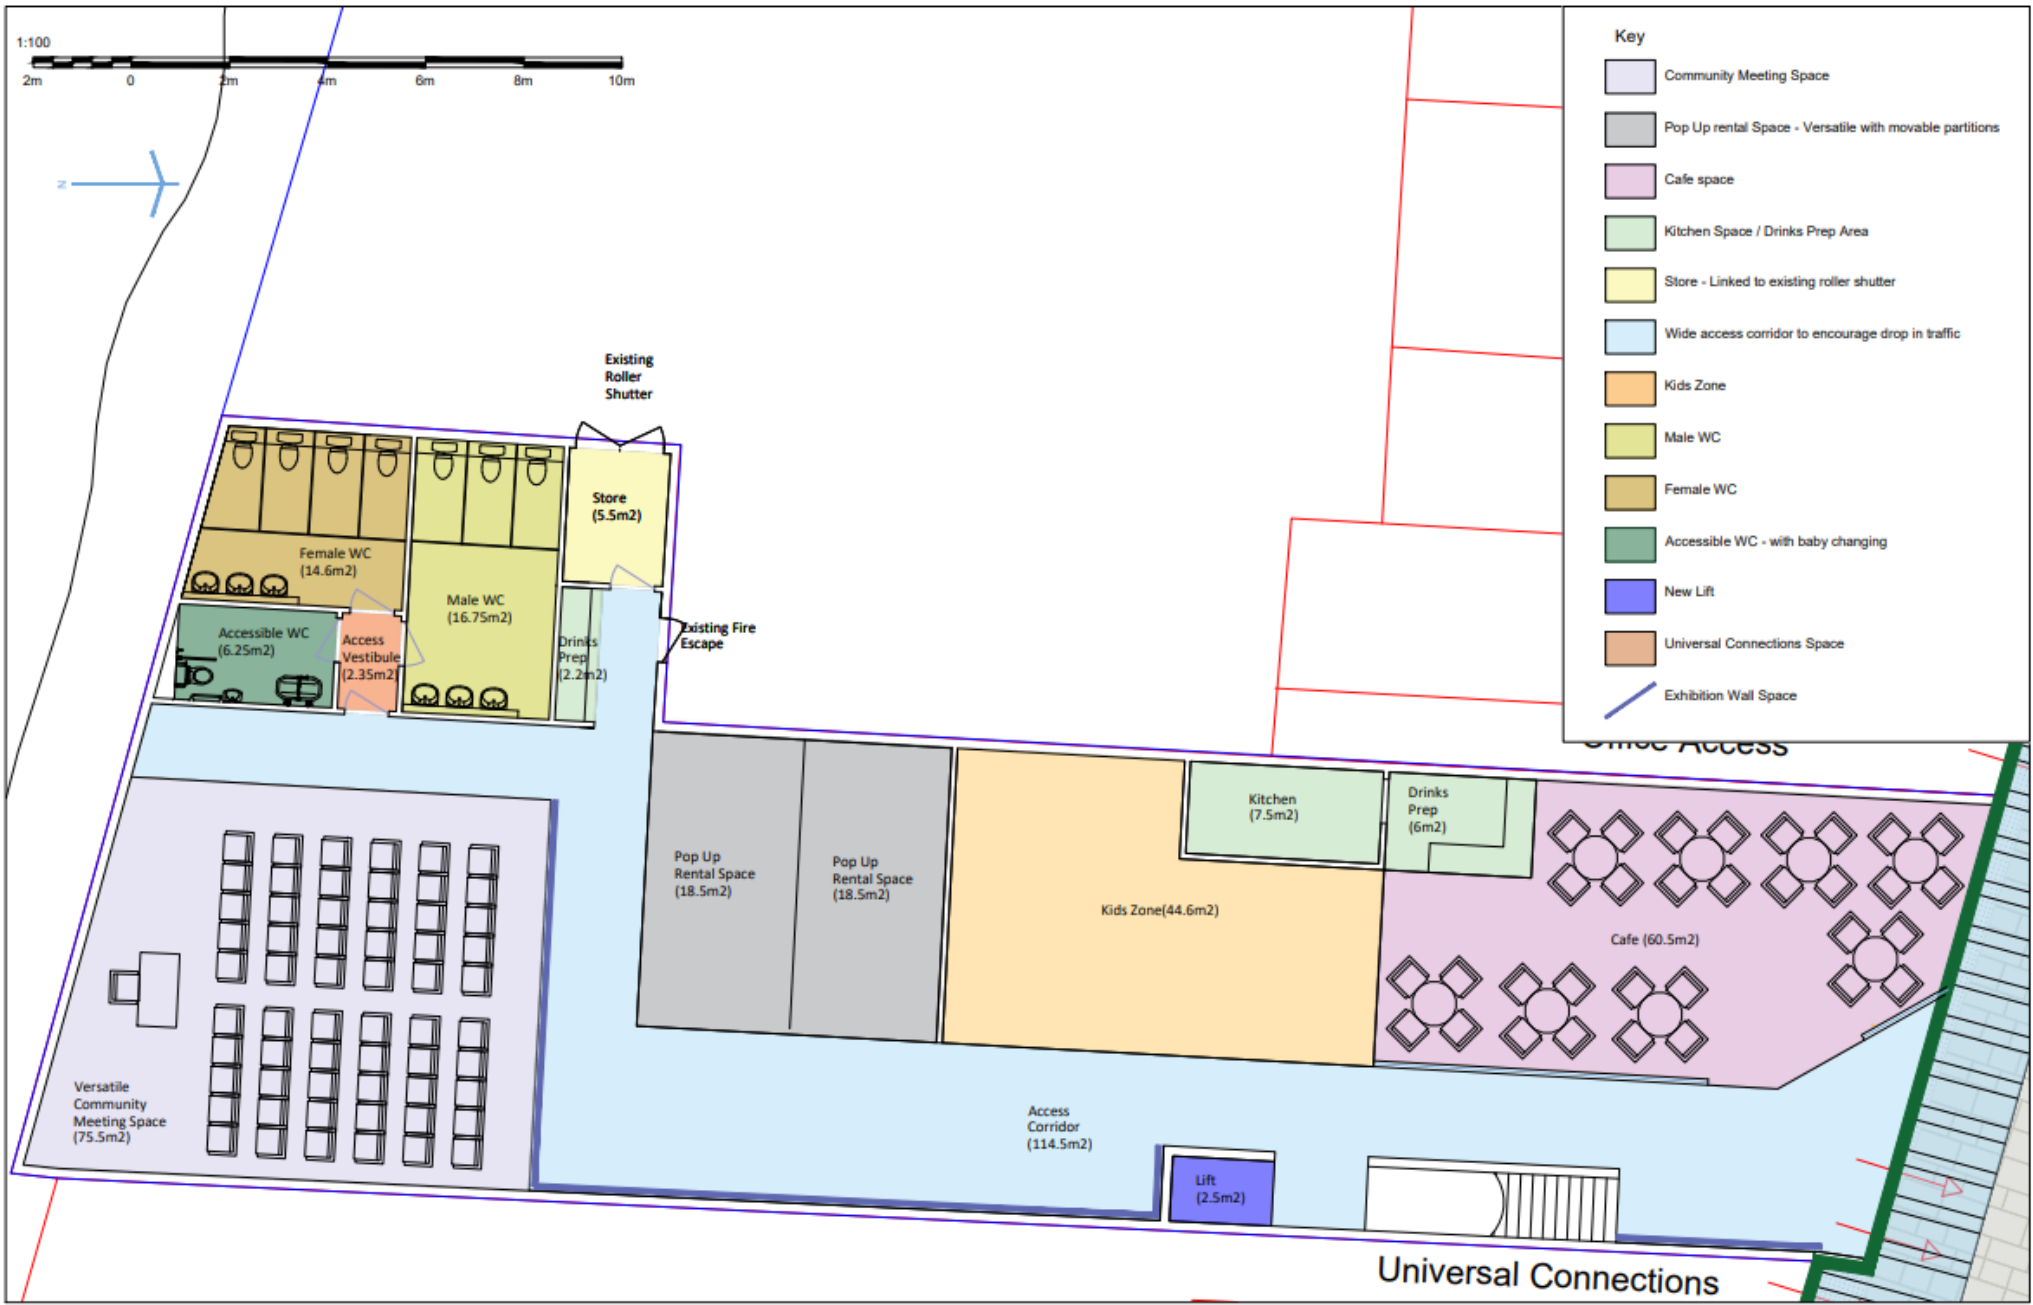 1:100
2m 0 2m 4m 6m 8m 10m
N
Key
Community Meeting Space
Pop Up rental Space - Versatile with movable partitions
Cafe space
Kitchen Space / Drinks Prep Area
Store - Linked to existing roller shutter
Wide access corridor to encourage drop in traffic
Kids Zone
Male WC
Female WC
Accessible WC - with baby changing
New Lift
Universal Connections Space
Exhibition Wall Space
Office Access
Existing
Roller
Shutter
Store
(5.5m2)
Female WC
(14.6m2)
Male WC
(16.75m2)
Accessible WC
(6.25m2)
Access
Vestibule
(2.35m2)
Drinks
Prep
(2.2m2)
Existing Fire
Escape
Pop Up
Rental Space
(18.5m2)
Pop Up
Rental Space
(18.5m2)
Kitchen
(7.5m2)
Drinks
Prep
(6m2)
Kids Zone(44.6m2)
Cafe (60.5m2)
Versatile
Community
Meeting Space
(75.5m2)
Access
Corridor
(114.5m2)
Lift
(2.5m2)
Universal Connections